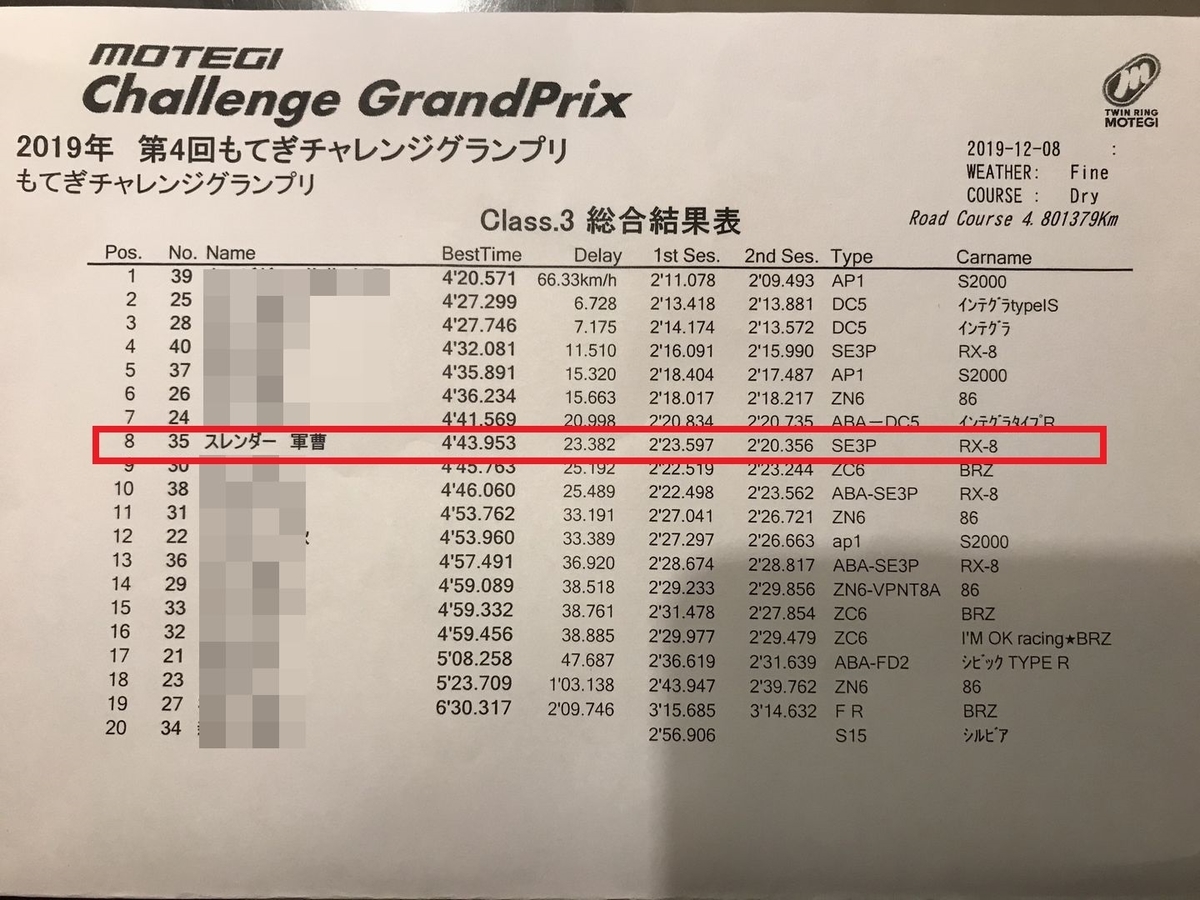 MOTEGI
Challenge GrandPrix
TWIN RING
MOTEGI
2019年 第4回もてぎチャレンジグランプリ
もてぎチャレンジグランプリ
2019-12-08 :
WEATHER: Fine
COURSE : Dry
Road Course 4.801379Km
Class.3 総合結果表
Pos. No. Name BestTime Delay 1st Ses. 2nd Ses. Type Carname
1 39 4'20.571 66.33km/h 2'11.078 2'09.493 AP1 S2000
2 25 4'27.299 6.728 2'13.418 2'13.881 DC5 ｲﾝﾃｸﾞﾗtypeIS
3 28 4'27.746 7.175 2'14.174 2'13.572 DC5 ｲﾝﾃｸﾞﾗ
4 40 4'32.081 11.510 2'16.091 2'15.990 SE3P RX-8
5 37 4'35.891 15.320 2'18.404 2'17.487 AP1 S2000
6 26 4'36.234 15.663 2'18.017 2'18.217 ZN6 86
7 24 4'41.569 20.998 2'20.834 2'20.735 ABA－DC5 ｲﾝﾃｸﾞﾗﾀｲﾌﾟR
8 35 スレンダー 軍曹 4'43.953 23.382 2'23.597 2'20.356 SE3P RX-8
9 30 4'45.763 25.192 2'22.519 2'23.244 ZC6 BRZ
10 38 4'46.060 25.489 2'22.498 2'23.562 ABA-SE3P RX-8
11 31 4'53.762 33.191 2'27.041 2'26.721 ZN6 86
12 22 4'53.960 33.389 2'27.297 2'26.663 ap1 S2000
13 36 4'57.491 36.920 2'28.674 2'28.817 ABA-SE3P RX-8
14 29 4'59.089 38.518 2'29.233 2'29.856 ZN6-VPNT8A 86
15 33 4'59.332 38.761 2'31.478 2'27.854 ZC6 BRZ
16 32 4'59.456 38.885 2'29.977 2'29.479 ZC6 I'M OK racing★BRZ
17 21 5'08.258 47.687 2'36.619 2'31.639 ABA-FD2 ｼﾋﾞｯｸ TYPE R
18 23 5'23.709 1'03.138 2'43.947 2'39.762 ZN6 86
19 27 6'30.317 2'09.746 3'15.685 3'14.632 F R BRZ
20 34 2'56.906 S15 ｼﾙﾋﾞｱ